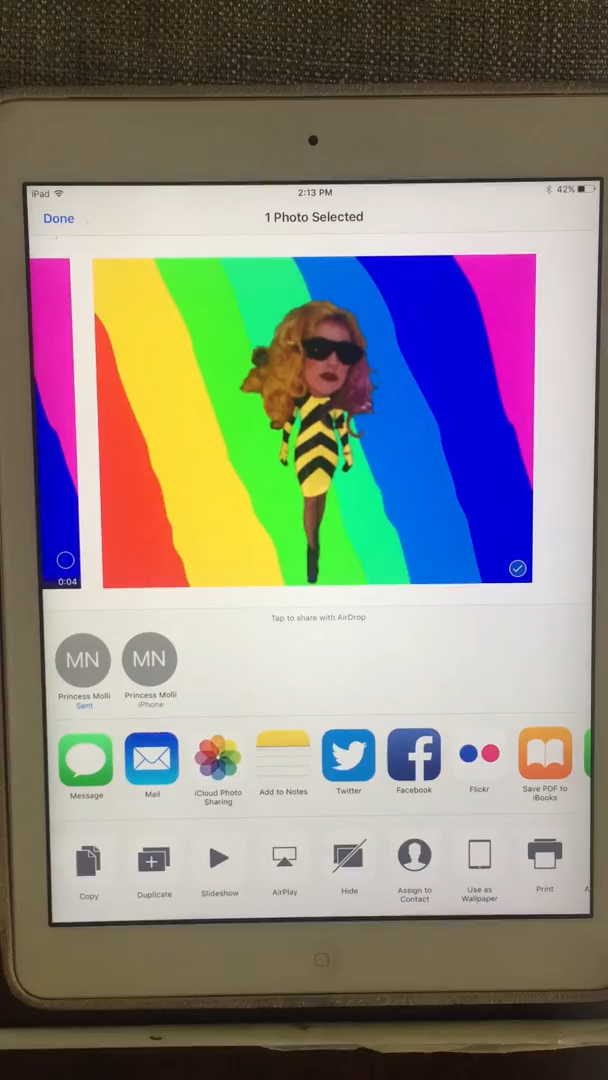 iPad 2:13 PM 42%
Done 1 Photo Selected
0:04
Tap to share with AirDrop
MN MN
Princess Molli Princess Molli
Sent iPhone
Message Mail iCloud Photo Sharing Add to Notes Twitter Facebook Flickr Save PDF to iBooks
Copy Duplicate Slideshow AirPlay Hide Assign to Contact Use as Wallpaper Print A